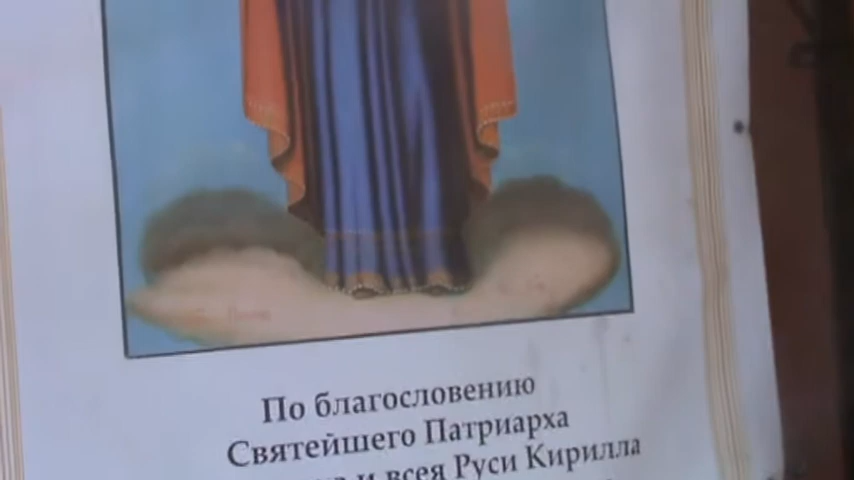 По благословению
Святейшего Патриарха
и всея Руси Кирилла